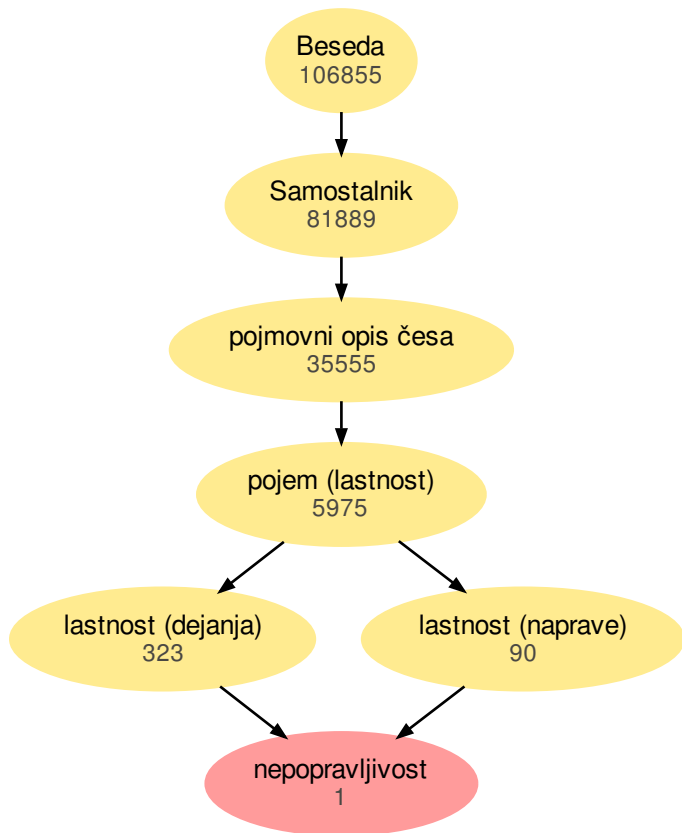 Beseda
106855
Samostalnik
81889
pojmovni opis česa
35555
pojem (lastnost)
5975
lastnost (dejanja)
323
lastnost (naprave)
90
nepopravljivost
1